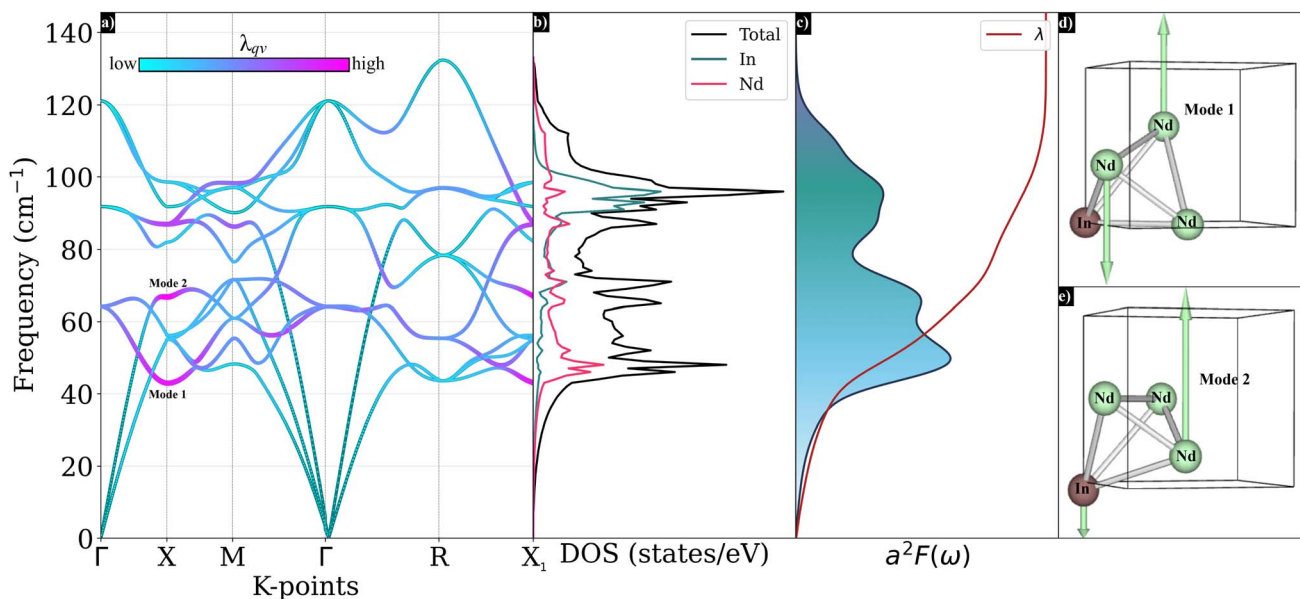 a)
λqv
low high
Mode 2
Mode 1
140
120
100
80
60
40
20
0
Frequency (cm⁻¹)
Γ X M Γ R X₁
K-points
b)
Total
In
Nd
DOS (states/eV)
c)
λ
a²F(ω)
d)
Mode 1
Nd
Nd
In
Nd
e)
Mode 2
Nd Nd
Nd
In